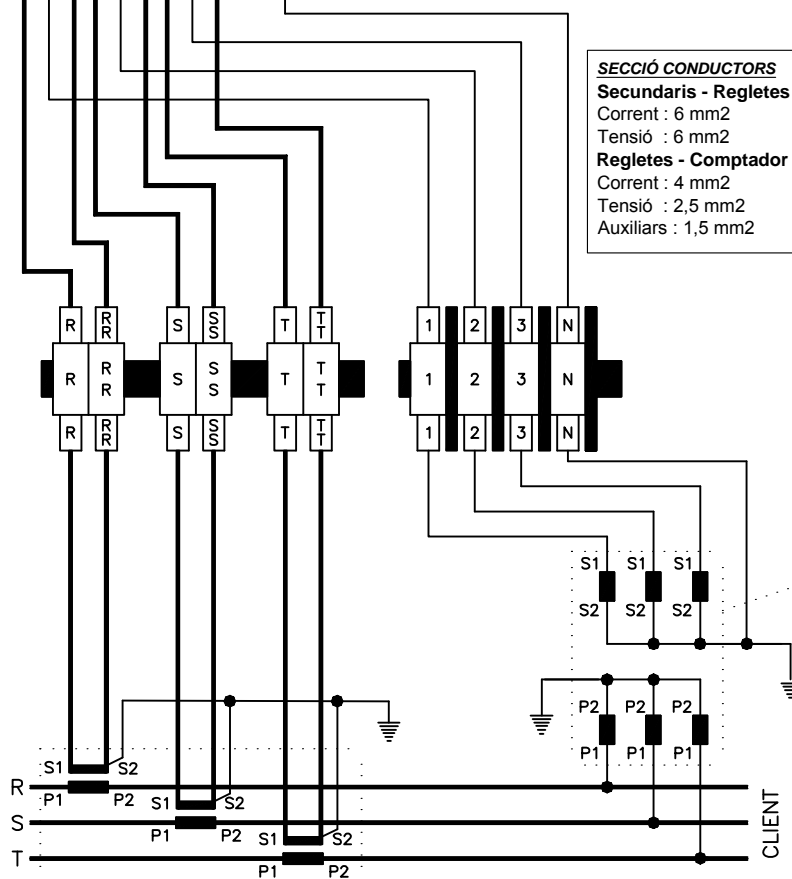 SECCIÓ CONDUCTORS
Secundaris - Regletes
Corrent : 6 mm2
Tensió : 6 mm2
Regletes - Comptador
Corrent : 4 mm2
Tensió : 2,5 mm2
Auxiliars : 1,5 mm2
R RR S SS T TT 1 2 3 N
R RR S SS T TT 1 2 3 N
R RR S SS T TT 1 2 3 N
S1 S1 S1
S2 S2 S2
P2 P2 P2
P1 P1 P1
S1 S2
R
P1 P2
S1 S2
S
P1 P2
S1 S2
T
P1 P2
CLIENT